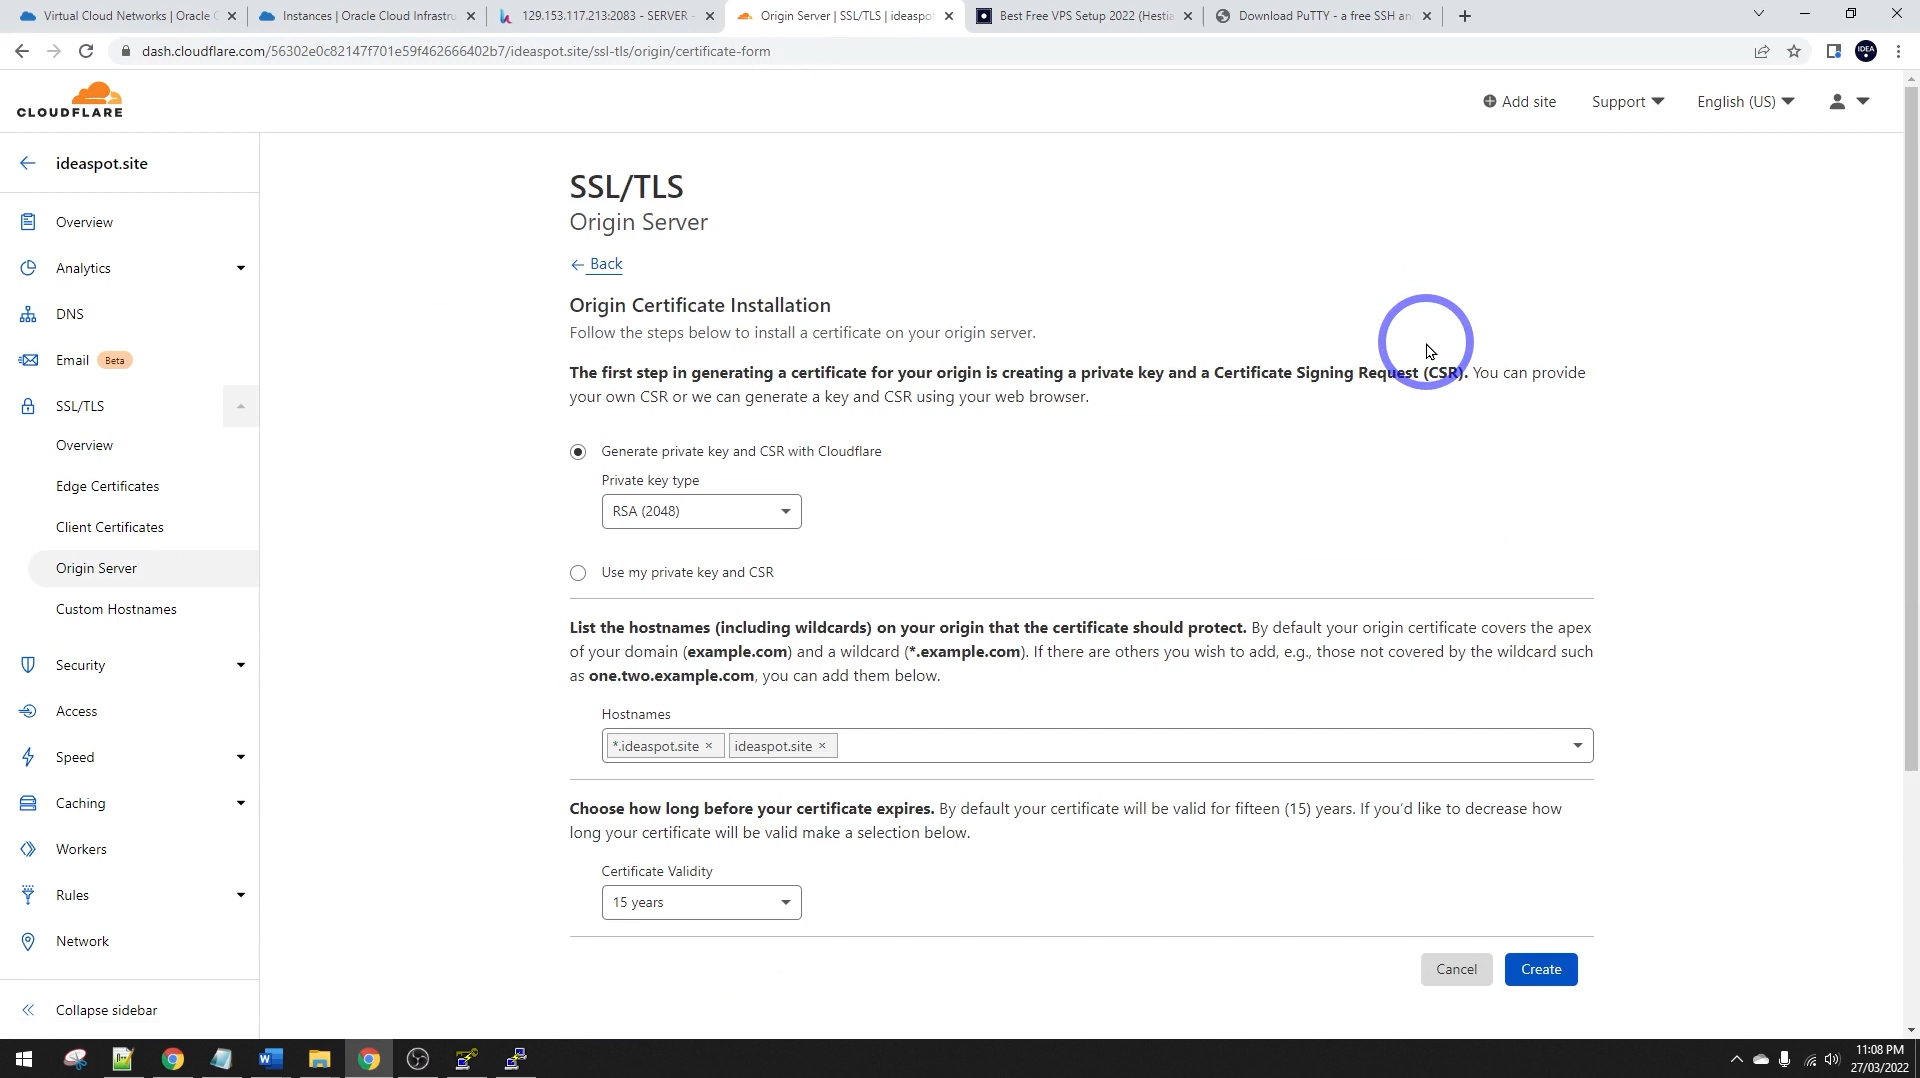 Virtual Cloud Networks | Oracle C
Instances | Oracle Cloud Infrastru
129.153.117.213:2083 - SERVER -
Origin Server | SSL/TLS | ideaspot
Best Free VPS Setup 2022 (Hestia
Download PuTTY - a free SSH an
dash.cloudflare.com/56302e0c82147f701e59f462666402b7/ideaspot.site/ssl-tls/origin/certificate-form
IDEA
CLOUDFLARE
Add site
Support
English (US)
ideaspot.site
Overview
Analytics
DNS
Email Beta
SSL/TLS
Overview
Edge Certificates
Client Certificates
Origin Server
Custom Hostnames
Security
Access
Speed
Caching
Workers
Rules
Network
Collapse sidebar
SSL/TLS
Origin Server
Back
Origin Certificate Installation
Follow the steps below to install a certificate on your origin server.
The first step in generating a certificate for your origin is creating a private key and a Certificate Signing Request (CSR). You can provide
your own CSR or we can generate a key and CSR using your web browser.
Generate private key and CSR with Cloudflare
Private key type
RSA (2048)
Use my private key and CSR
List the hostnames (including wildcards) on your origin that the certificate should protect. By default your origin certificate covers the apex
of your domain (example.com) and a wildcard (*.example.com). If there are others you wish to add, e.g., those not covered by the wildcard such
as one.two.example.com, you can add them below.
Hostnames
*.ideaspot.site × ideaspot.site ×
Choose how long before your certificate expires. By default your certificate will be valid for fifteen (15) years. If you'd like to decrease how
long your certificate will be valid make a selection below.
Certificate Validity
15 years
Cancel
Create
11:08 PM
27/03/2022